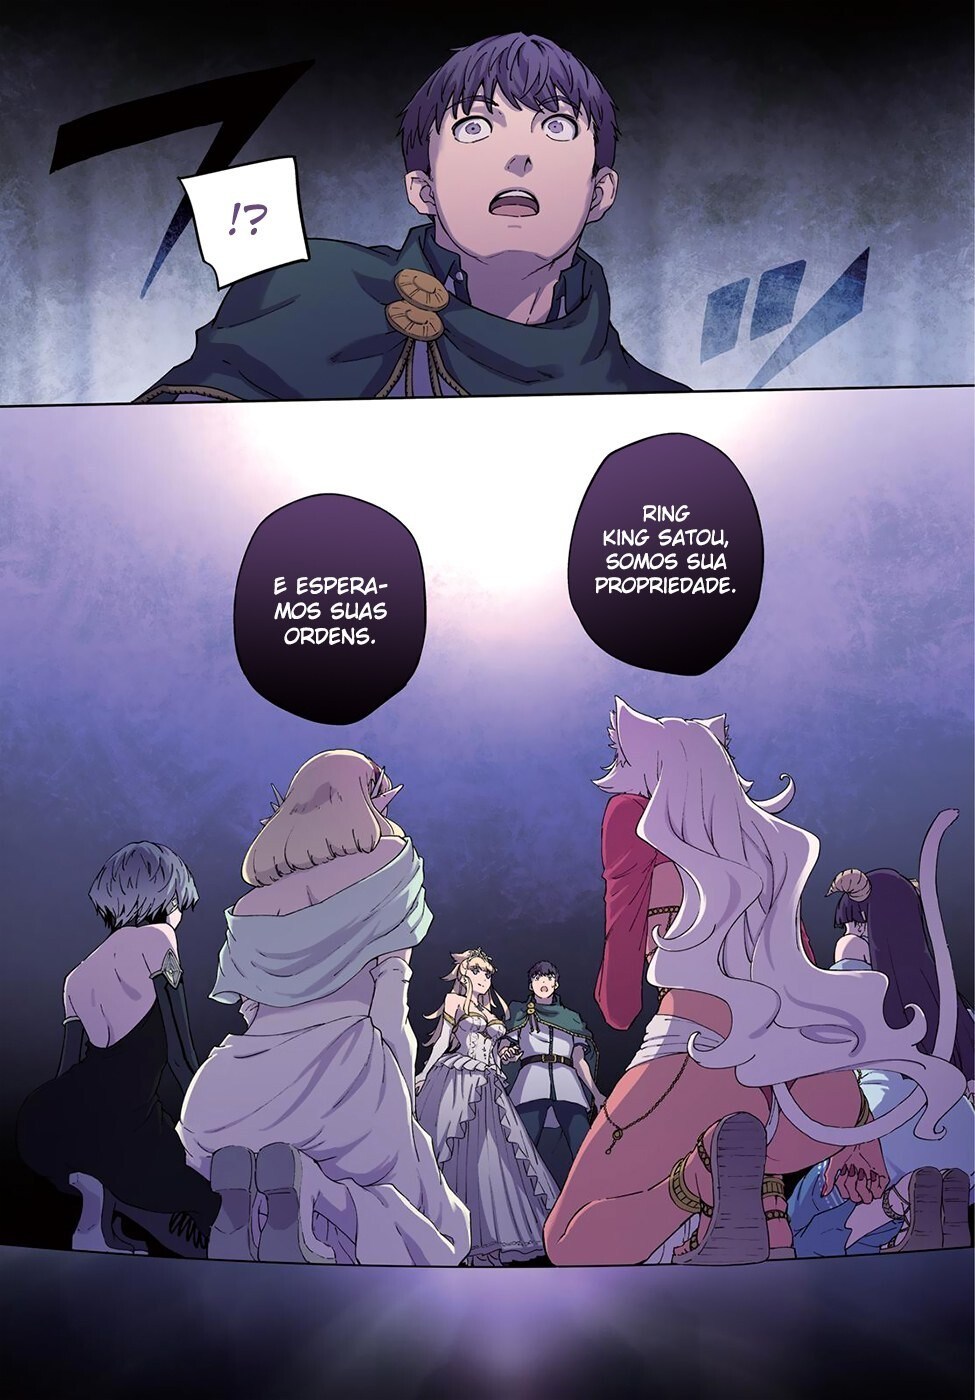 !?
RING
KING SATOU,
SOMOS SUA
PROPRIEDADE.
E ESPERA-
MOS SUAS
ORDENS.